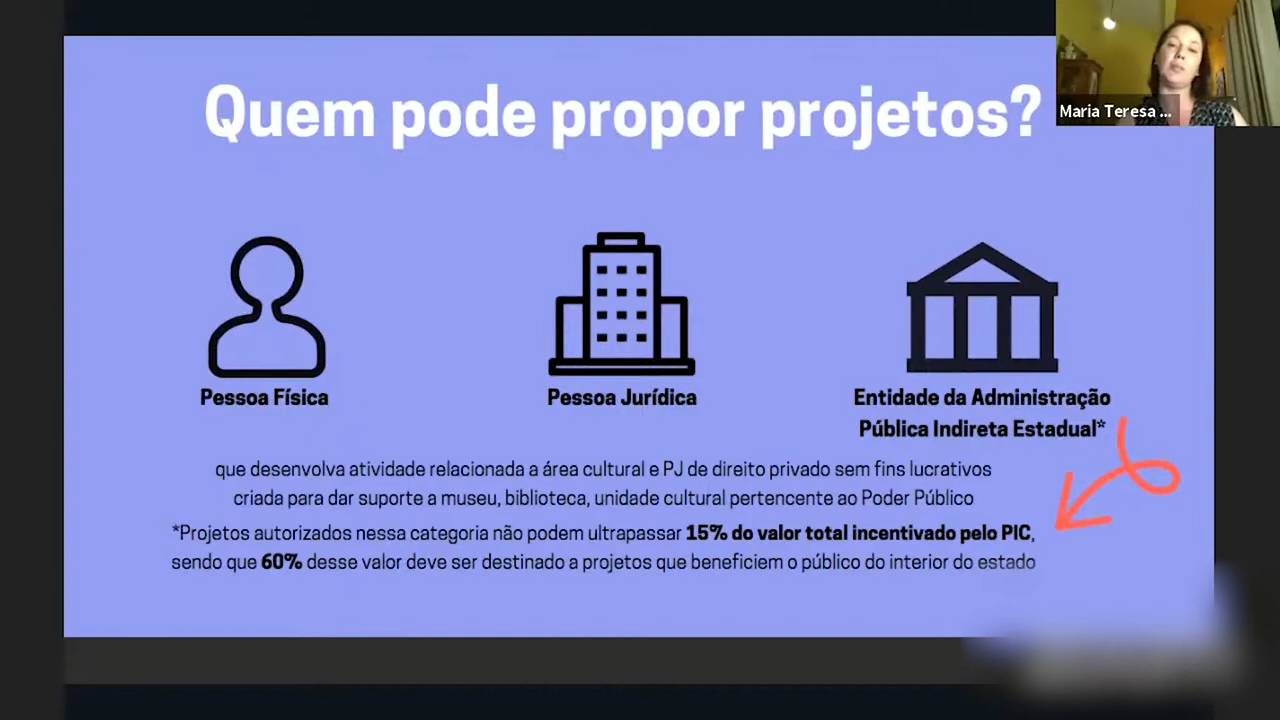 Quem pode propor projetos?
Maria Teresa ...
Pessoa Física
Pessoa Jurídica
Entidade da Administração
Pública Indireta Estadual*
que desenvolva atividade relacionada a área cultural e PJ de direito privado sem fins lucrativos
criada para dar suporte a museu, biblioteca, unidade cultural pertencente ao Poder Público
*Projetos autorizados nessa categoria não podem ultrapassar 15% do valor total incentivado pelo PIC,
sendo que 60% desse valor deve ser destinado a projetos que beneficiem o público do interior do estado